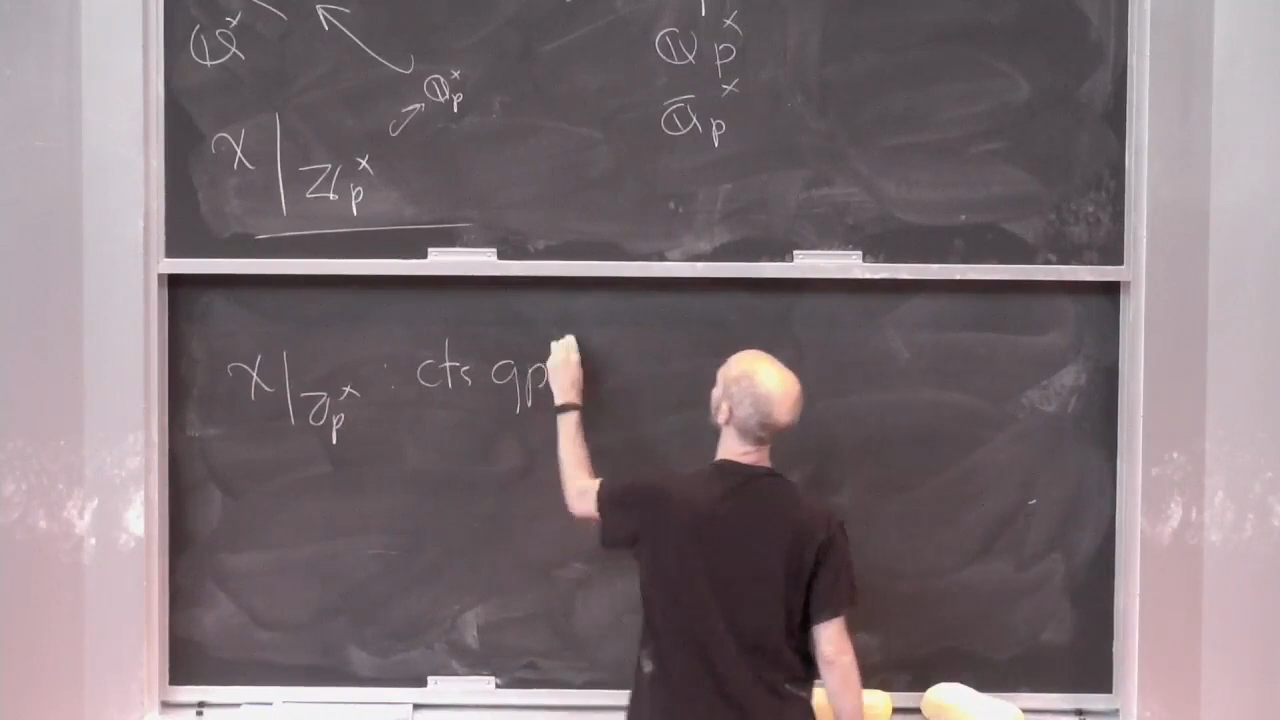 ℚ^×
ℚ_p^×
χ|_{ℤ_p^×}
ℚ_p^×
ℚ̄_p^×
χ|_{ℤ_p^×} : cts gp